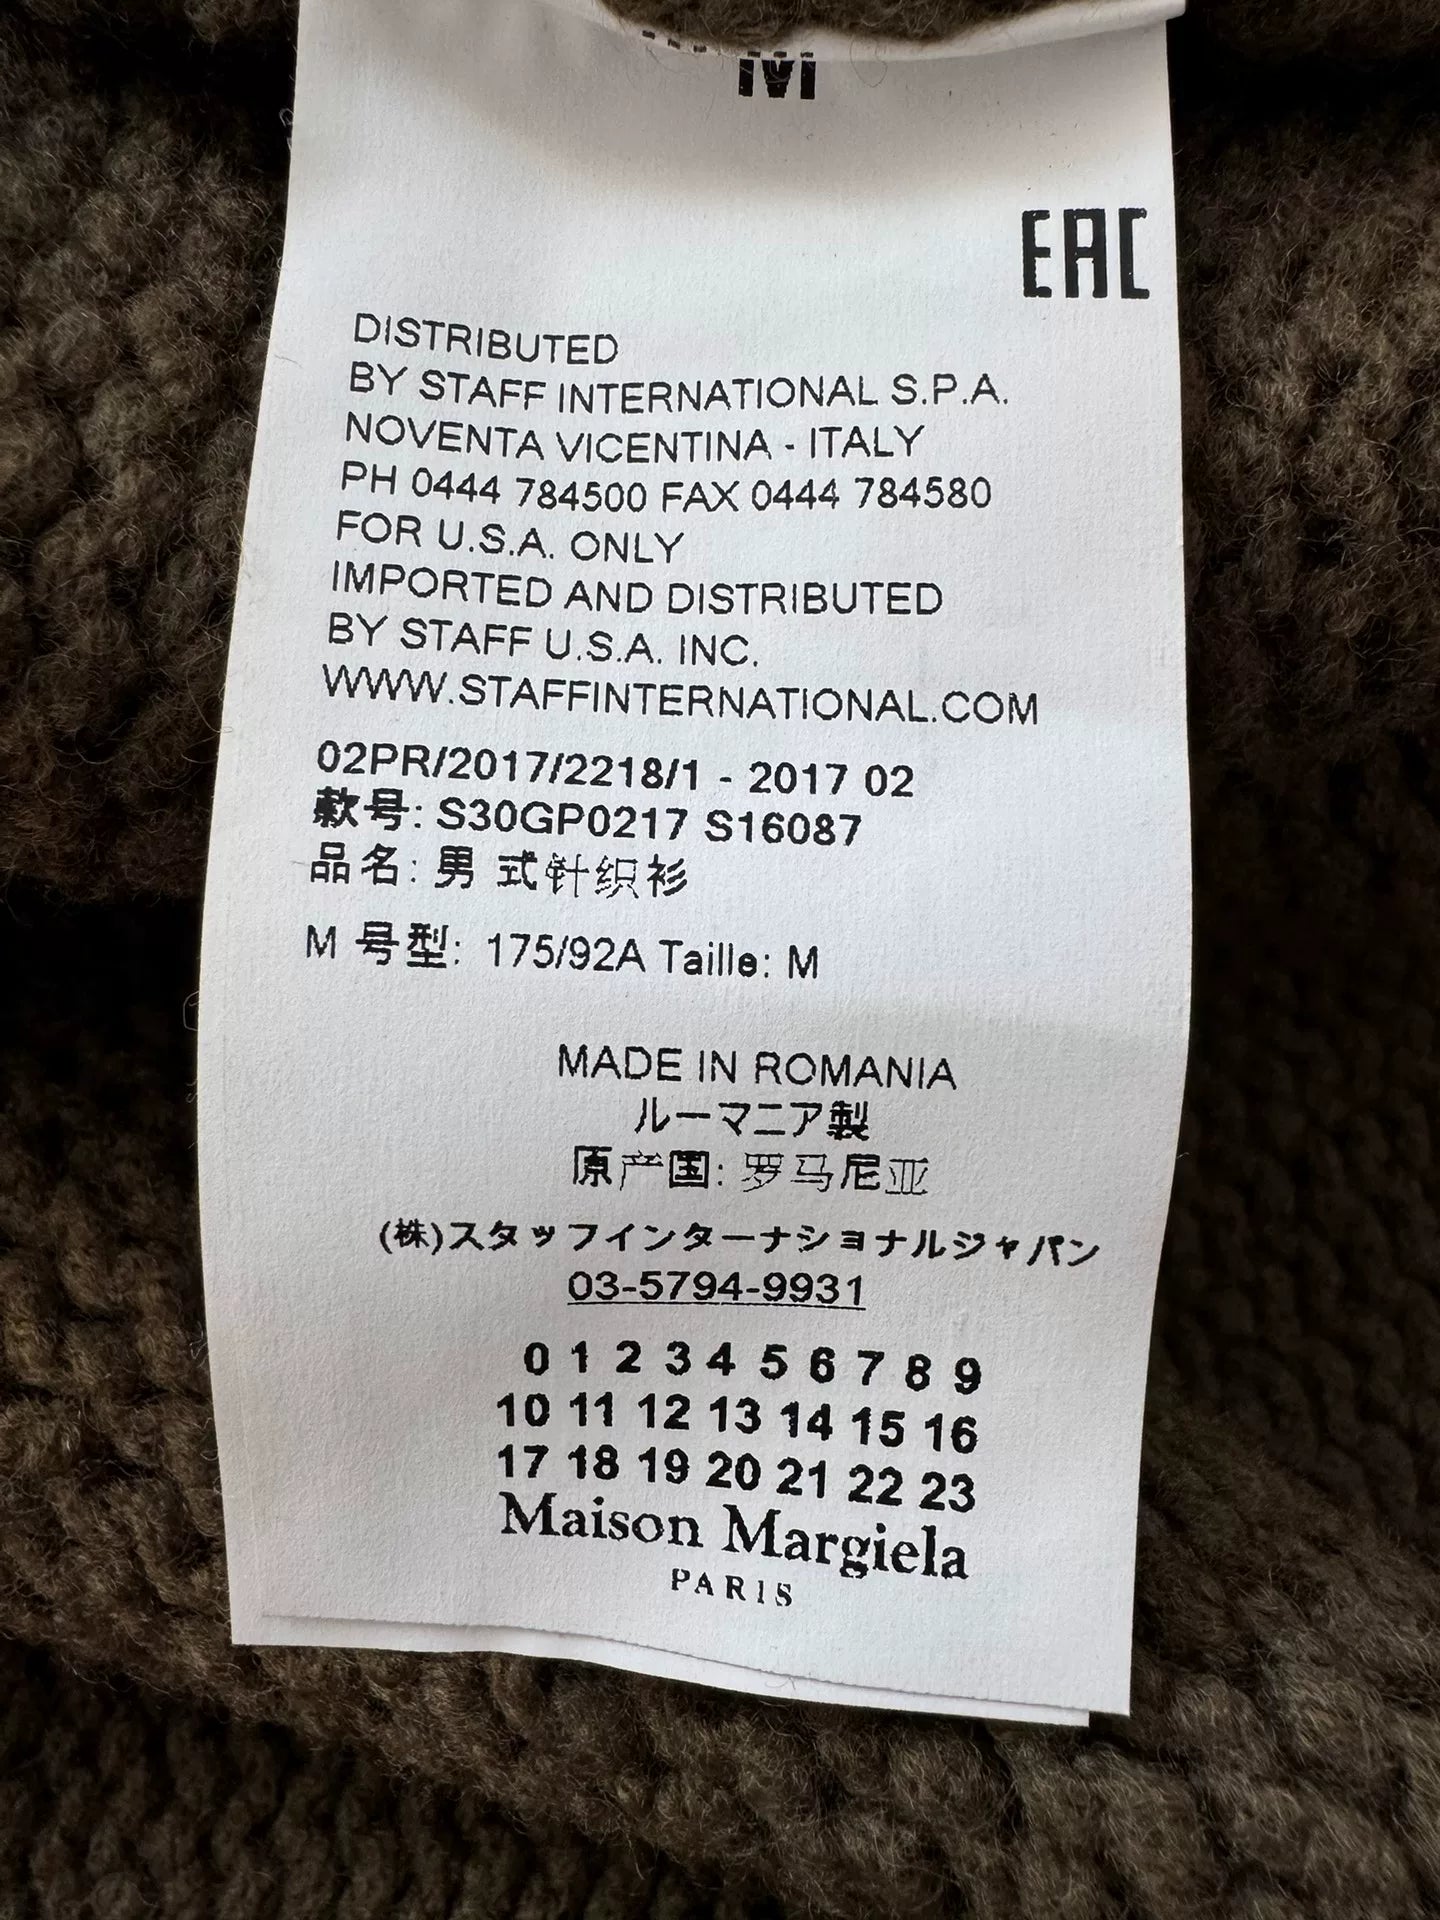 M
EAC
DISTRIBUTED
BY STAFF INTERNATIONAL S.P.A.
NOVENTA VICENTINA - ITALY
PH 0444 784500 FAX 0444 784580
FOR U.S.A. ONLY
IMPORTED AND DISTRIBUTED
BY STAFF U.S.A. INC.
WWW.STAFFINTERNATIONAL.COM
02PR/2017/2218/1 - 2017 02
款号: S30GP0217 S16087
品名: 男 式针织衫
M 号型: 175/92A Taille: M
MADE IN ROMANIA
ルーマニア製
原产国: 罗马尼亚
(株)スタッフインターナショナルジャパン
03-5794-9931
0 1 2 3 4 5 6 7 8 9
10 11 12 13 14 15 16
17 18 19 20 21 22 23
Maison Margiela
PARIS